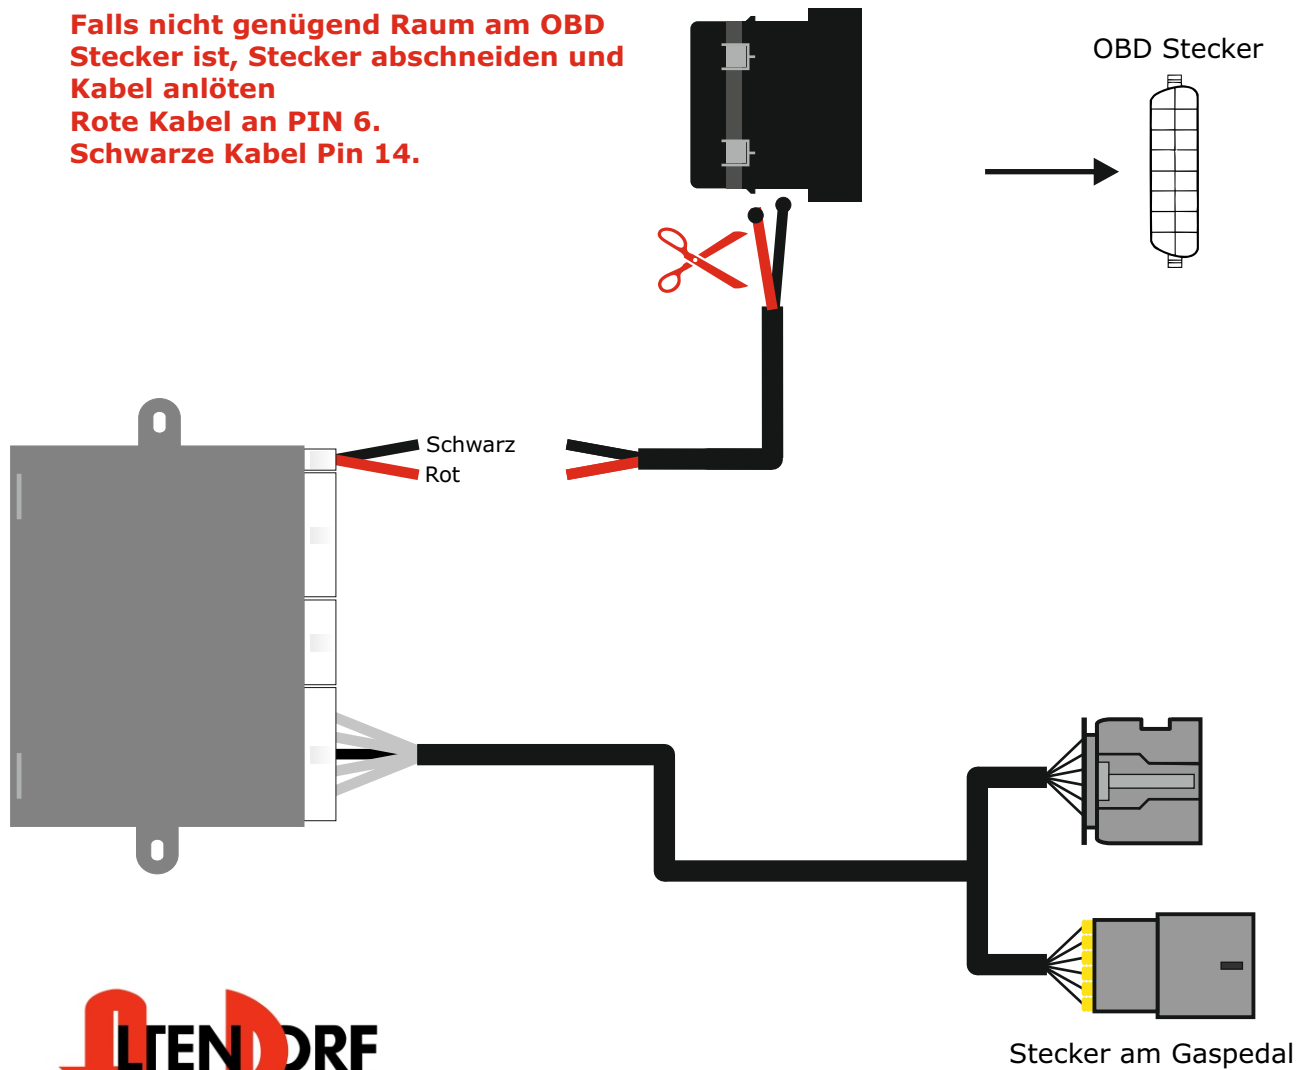 Falls nicht genügend Raum am OBD
Stecker ist, Stecker abschneiden und
Kabel anlöten
Rote Kabel an PIN 6.
Schwarze Kabel Pin 14.
OBD Stecker
Schwarz
Rot
ALTENDORF
Stecker am Gaspedal